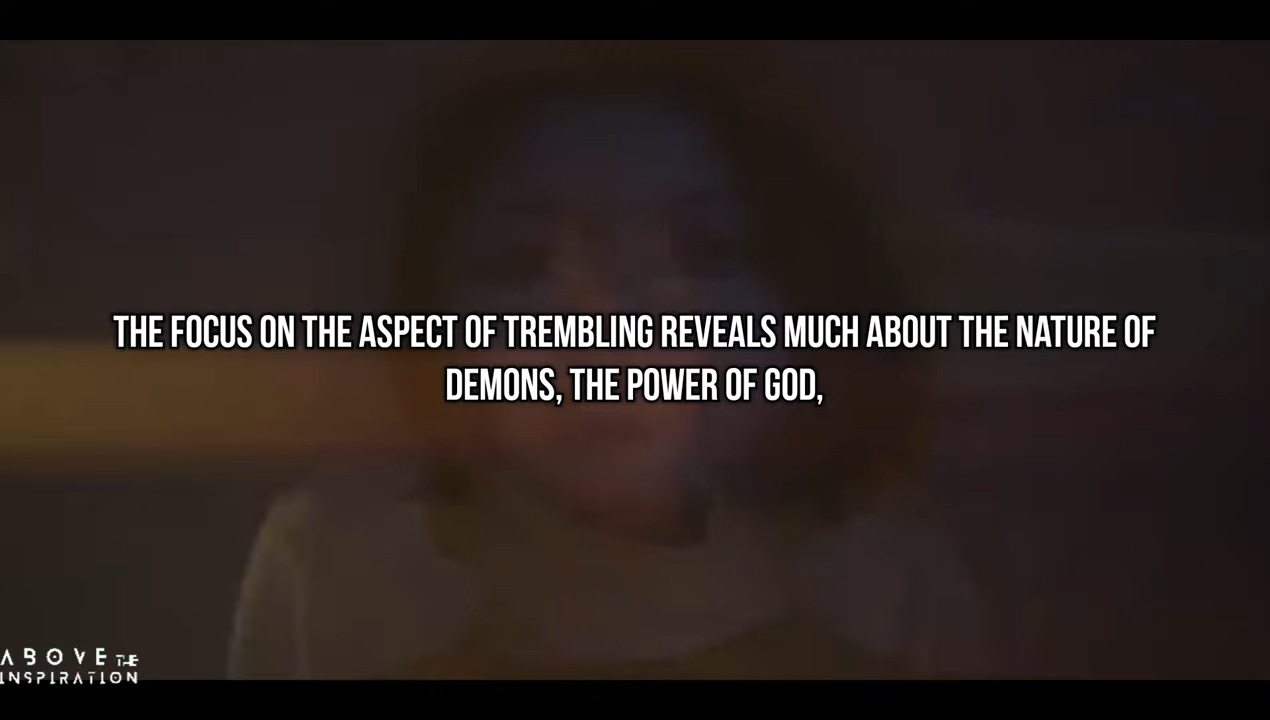 THE FOCUS ON THE ASPECT OF TREMBLING REVEALS MUCH ABOUT THE NATURE OF
DEMONS, THE POWER OF GOD,
ABOVE THE
INSPIRATION